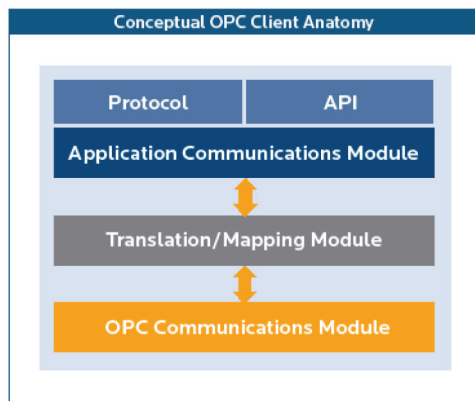 Conceptual OPC Client Anatomy
Protocol
API
Application Communications Module
Translation/Mapping Module
OPC Communications Module